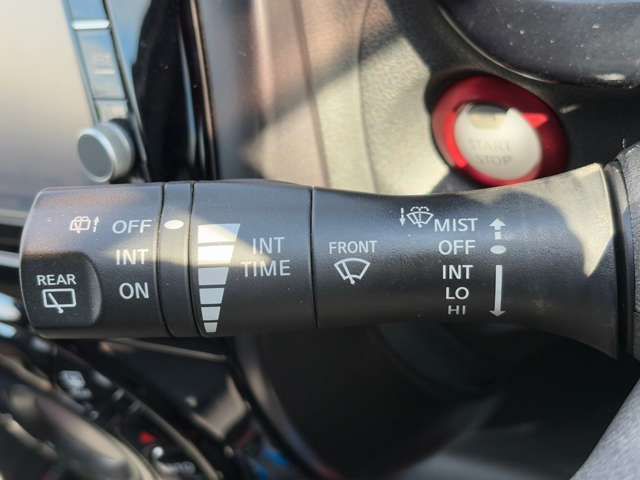 START
STOP
OFF
INT
ON
REAR
INT
TIME
FRONT
MIST
OFF
INT
LO
HI